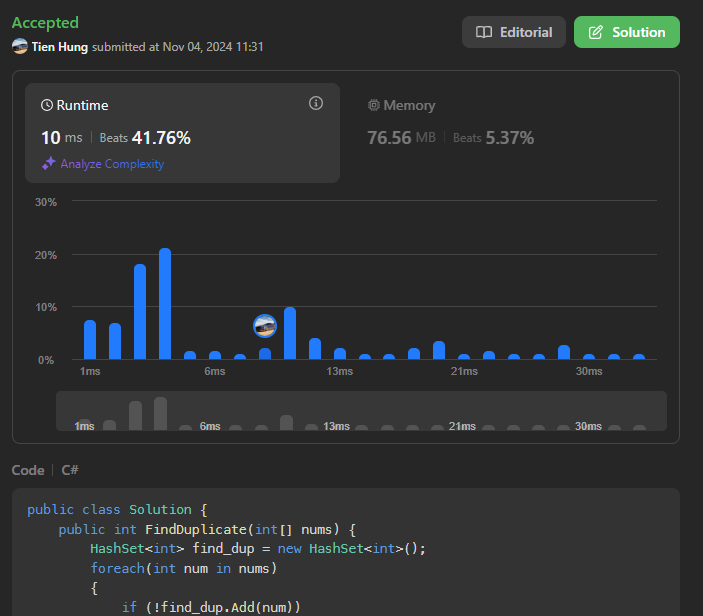 Accepted
Tien Hung submitted at Nov 04, 2024 11:31
Editorial
Solution
Runtime
10 ms | Beats 41.76%
Analyze Complexity
Memory
76.56 MB | Beats 5.37%
30%
20%
10%
0%
1ms 6ms 13ms 21ms 30ms
1ms 6ms 13ms 21ms 30ms
Code | C#
public class Solution {
    public int FindDuplicate(int[] nums) {
        HashSet<int> find_dup = new HashSet<int>();
        foreach(int num in nums)
        {
            if (!find_dup.Add(num))